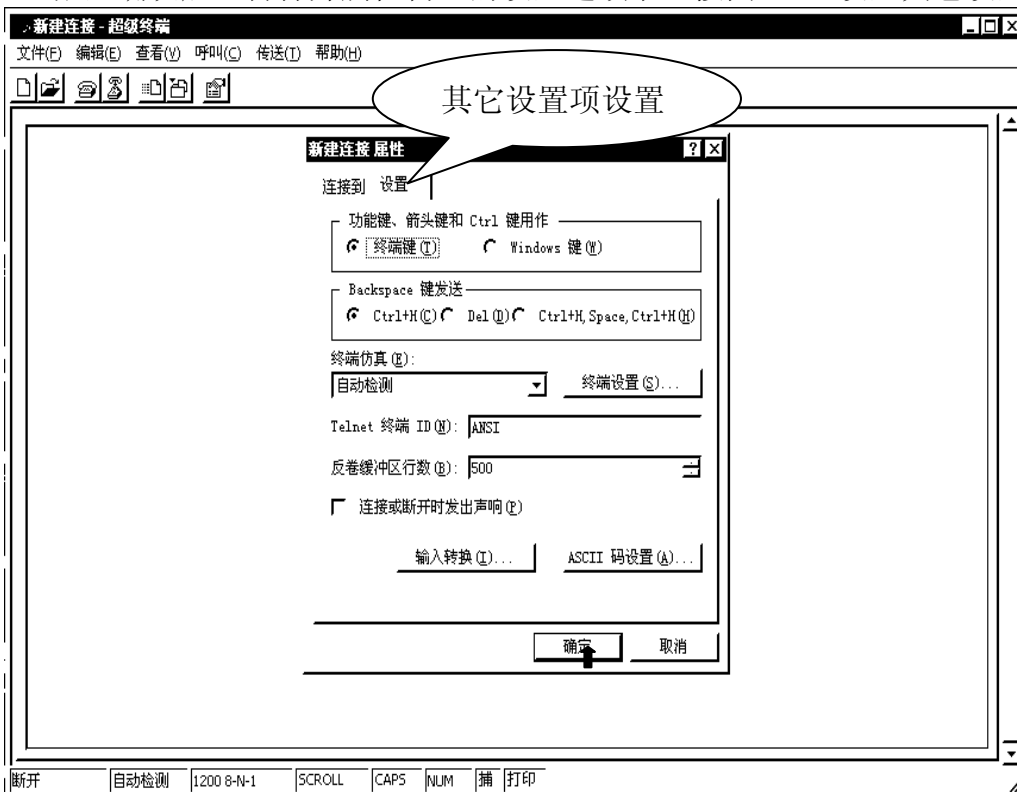 新建连接 - 超级终端
文件(F) 编辑(E) 查看(V) 呼叫(C) 传送(T) 帮助(H)
其它设置项设置
新建连接 属性
连接到 设置
功能键、箭头键和 Ctrl 键用作
终端键(T) Windows 键(W)
Backspace 键发送
Ctrl+H(C) Del(D) Ctrl+H,Space,Ctrl+H(H)
终端仿真(E):
自动检测 终端设置(S)...
Telnet 终端 ID(N): ANSI
反卷缓冲区行数(B): 500
连接或断开时发出声响(P)
输入转换(I)... ASCII 码设置(A)...
确定 取消
断开 自动检测 1200 8-N-1 SCROLL CAPS NUM 捕 打印